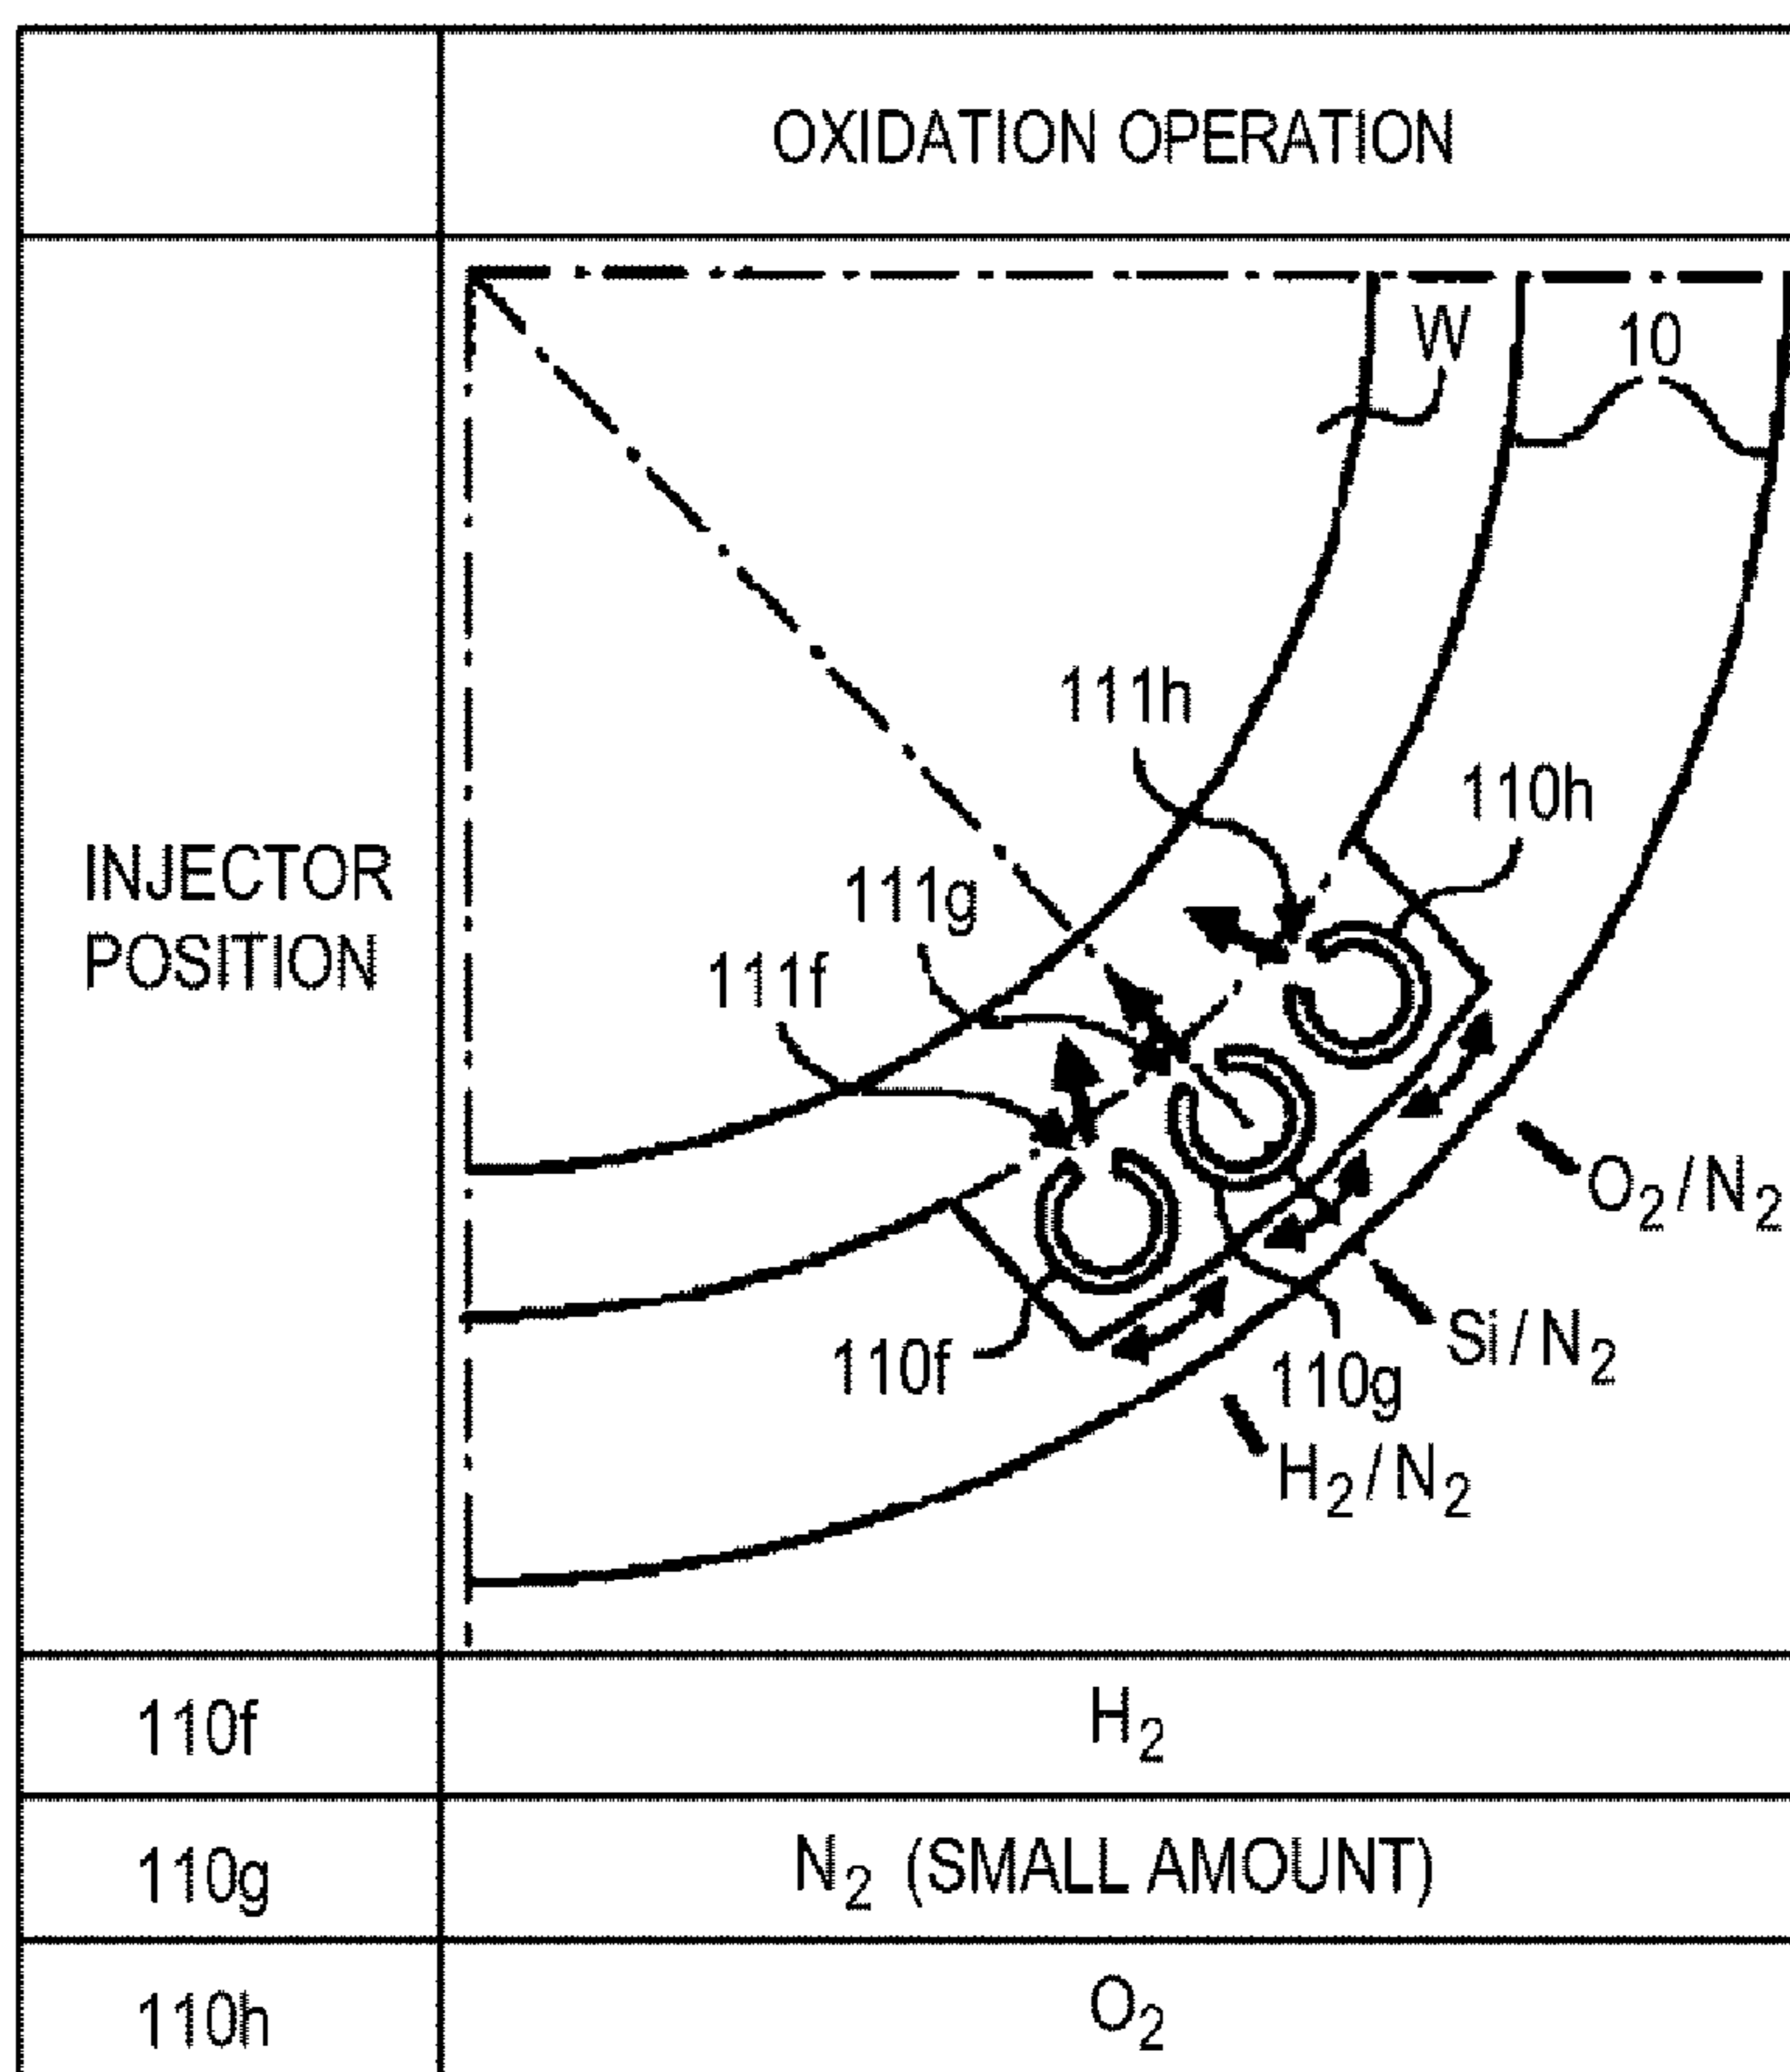 OXIDATION OPERATION
W
10
111h
110h
111g
111f
INJECTOR
POSITION
O2/N2
Si/N2
110f
110g
H2/N2
110f
H2
110g
N2 (SMALL AMOUNT)
110h
O2